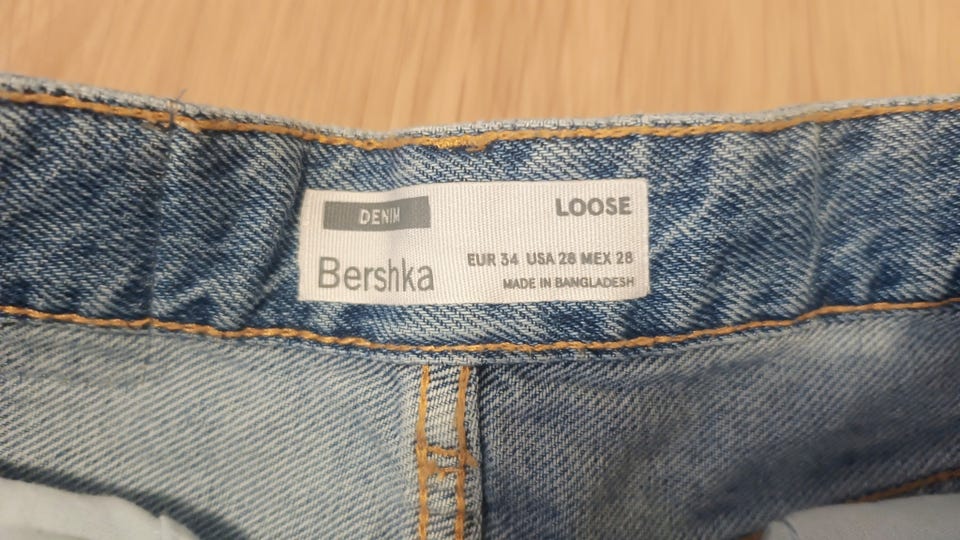 DENIM
LOOSE
Bershka
EUR 34 USA 28 MEX 28
MADE IN BANGLADESH